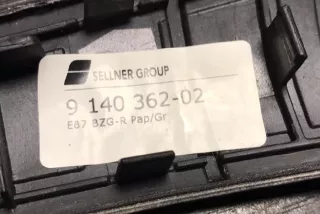 SELLNER GROUP
9 140 362-02
E87 BZG-R Pap/Gr